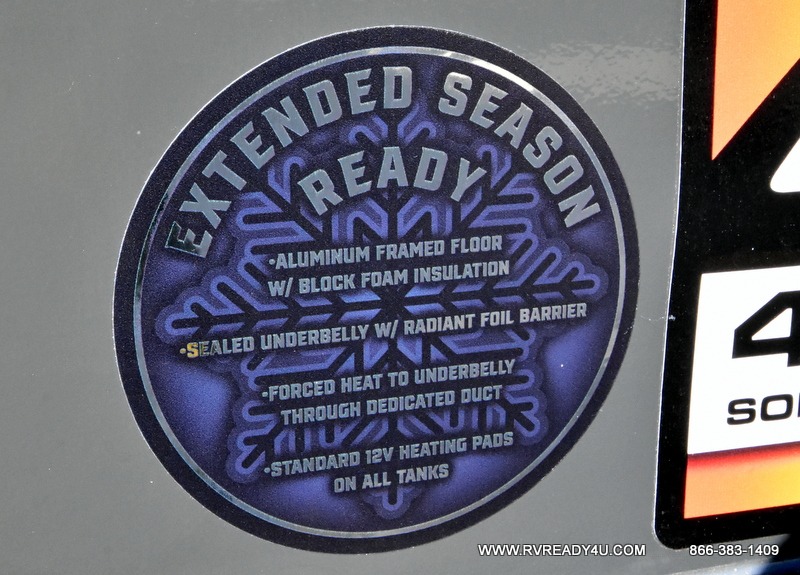 EXTENDED SEASON
READY
•ALUMINUM FRAMED FLOOR
W/ BLOCK FOAM INSULATION
•SEALED UNDERBELLY W/ RADIANT FOIL BARRIER
•FORCED HEAT TO UNDERBELLY
THROUGH DEDICATED DUCT
•STANDARD 12V HEATING PADS
ON ALL TANKS
4
WWW.RVREADY4U.COM 866-383-1409